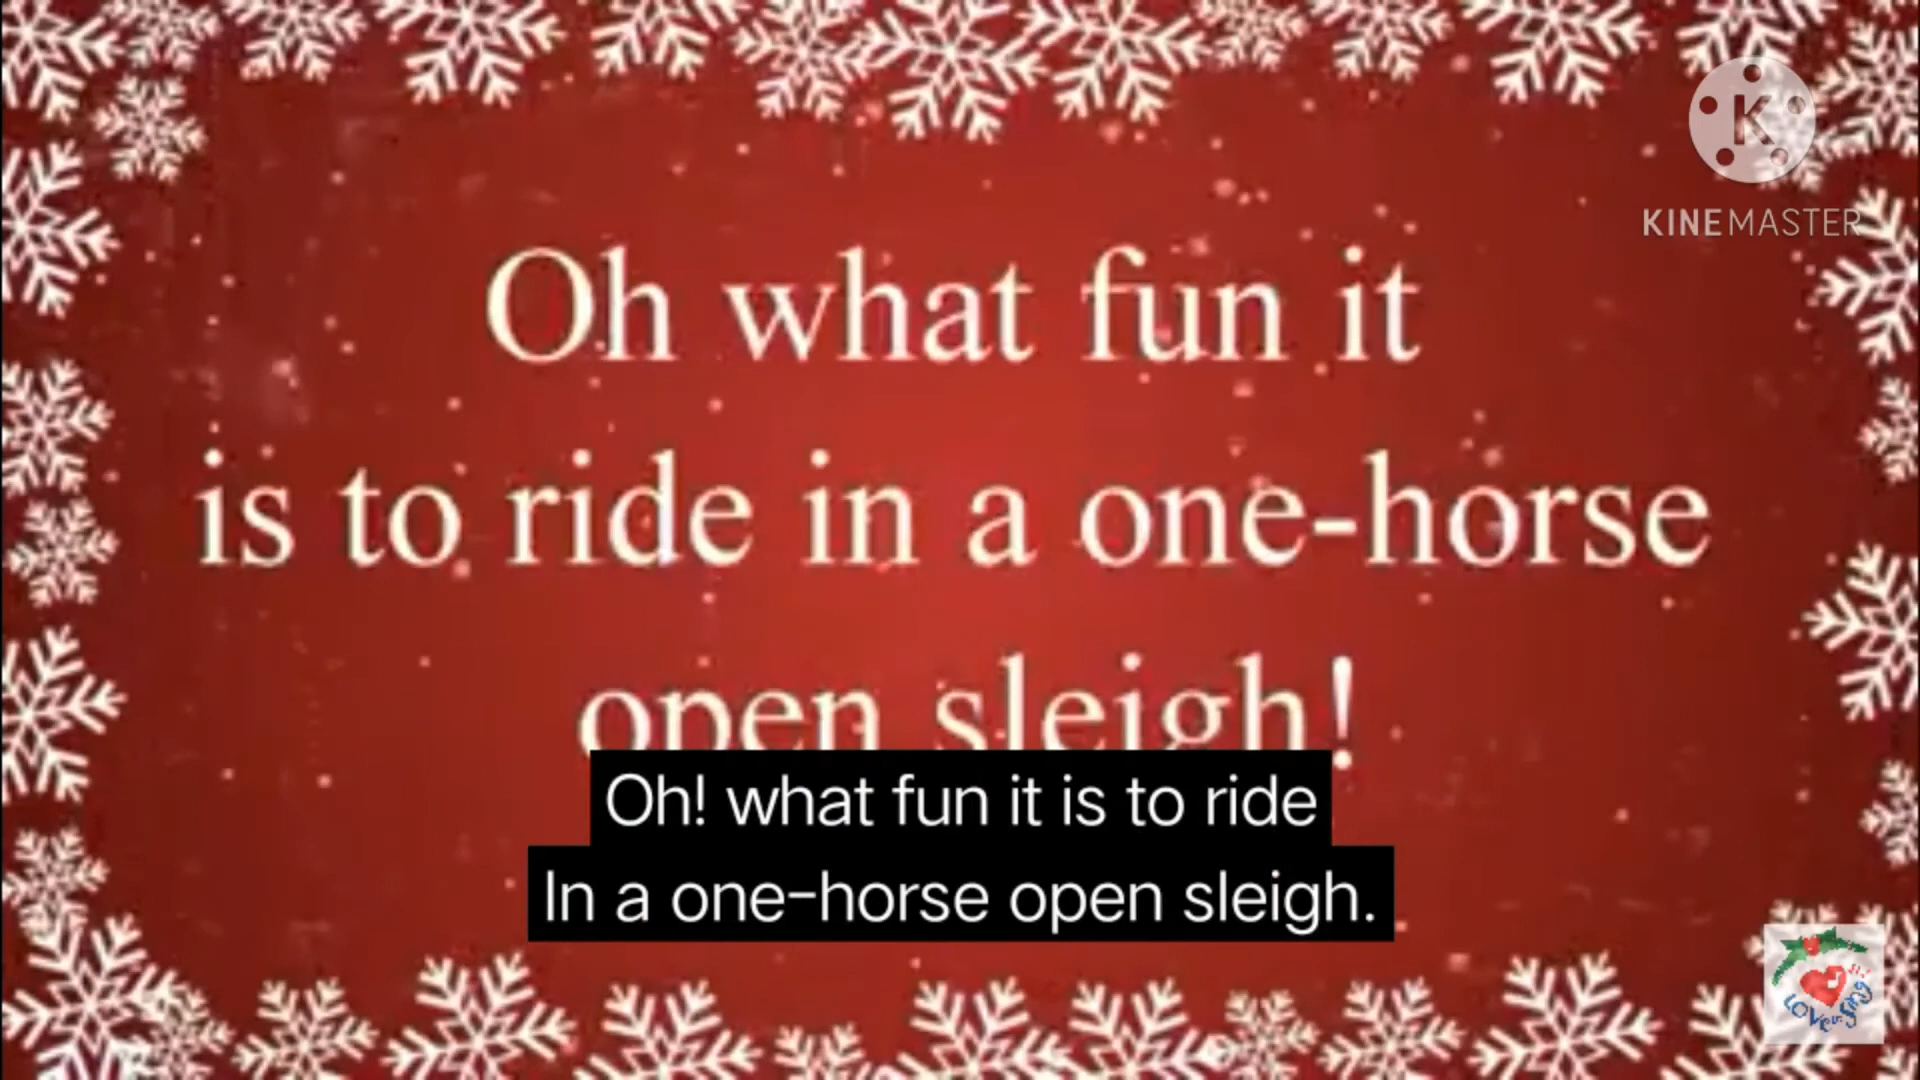 KINEMASTER
Oh what fun it
is to ride in a one-horse
open sleigh!
Oh! what fun it is to ride
In a one-horse open sleigh.